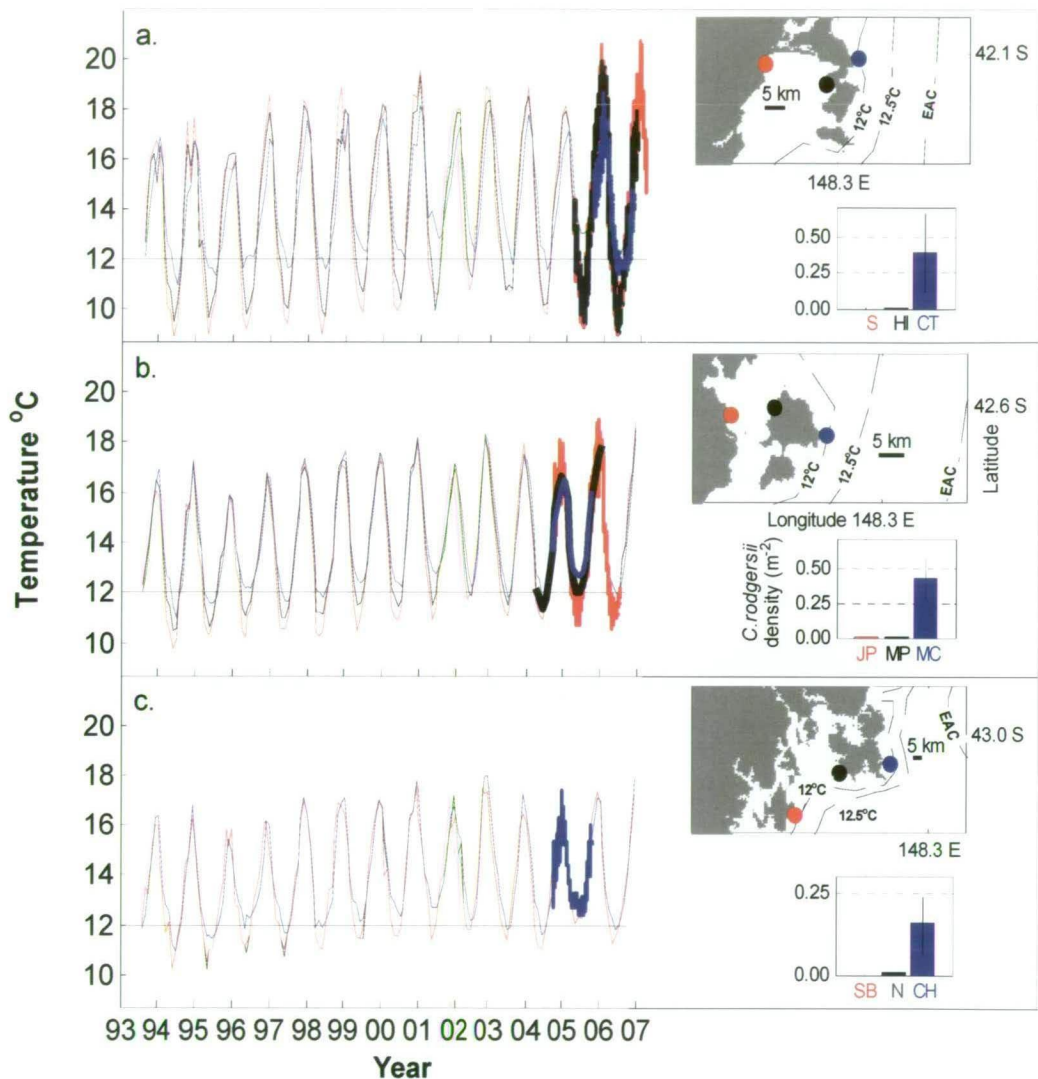 a.
20
18
16
14
12
10
42.1 S
5 km
12°C
12.5°C
EAC
148.3 E
0.50
0.25
0.00
S HI CT
b.
20
18
16
14
12
10
Temperature °C
42.6 S
Latitude
5 km
12°C
12.5°C
EAC
Longitude 148.3 E
C.rodgersii
density (m-2)
0.50
0.25
0.00
JP MP MC
c.
20
18
16
14
12
10
43.0 S
EAC
5 km
12°C
12.5°C
148.3 E
0.25
0.00
SB N CH
93 94 95 96 97 98 99 00 01 02 03 04 05 06 07
Year